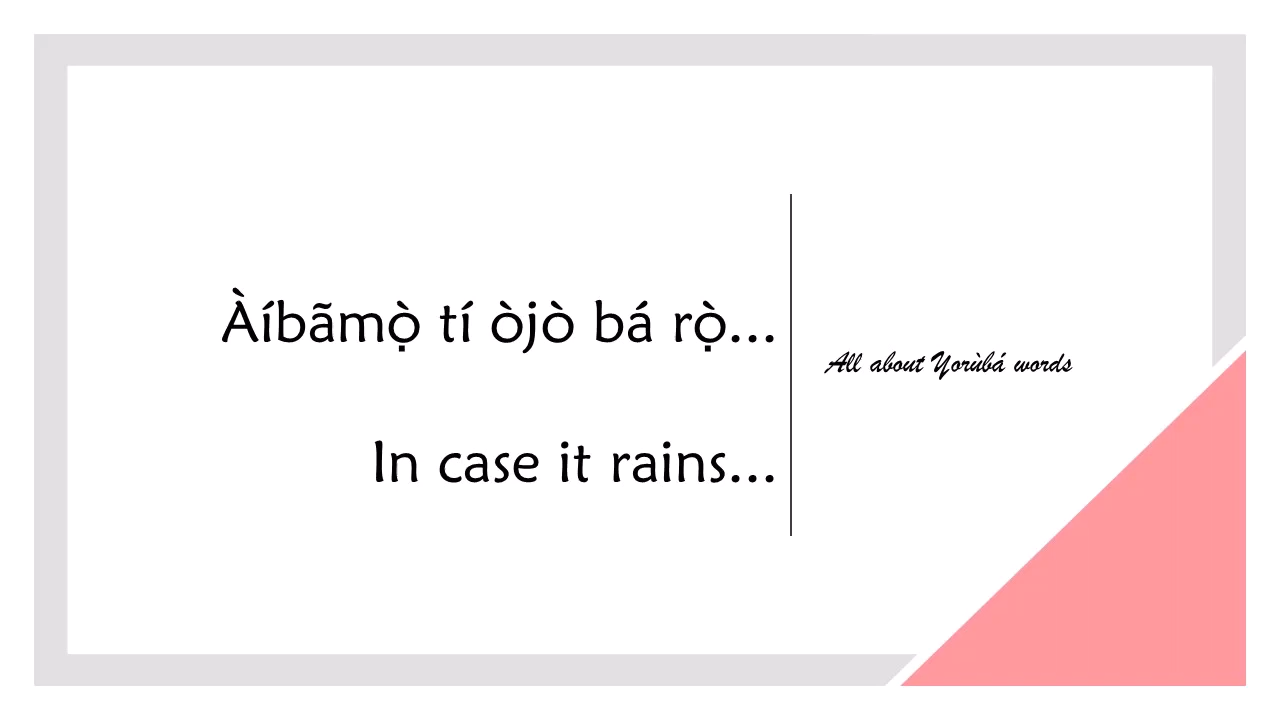 Àíbãmọ̀ tí òjò bá rọ̀...
In case it rains...
All about Yorùbá words